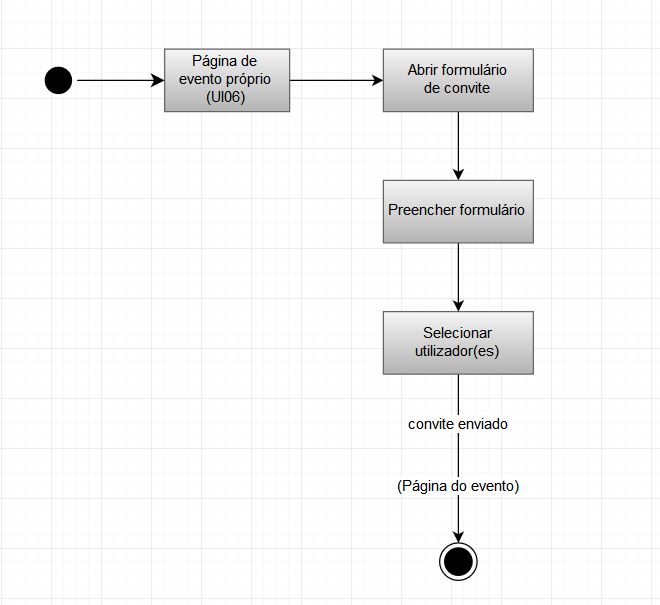 Página de
evento próprio
(UI06)
Abrir formulário
de convite
Preencher formulário
Selecionar
utilizador(es)
convite enviado
(Página do evento)